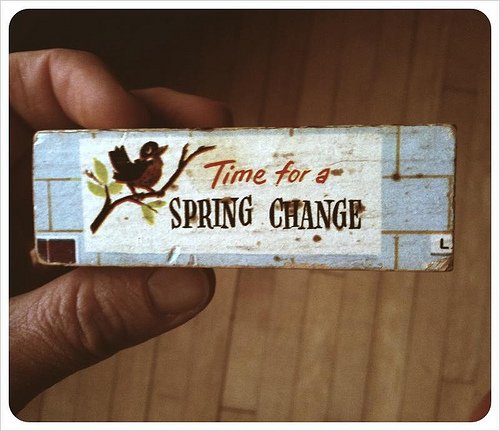 Time for a
SPRING CHANGE
L